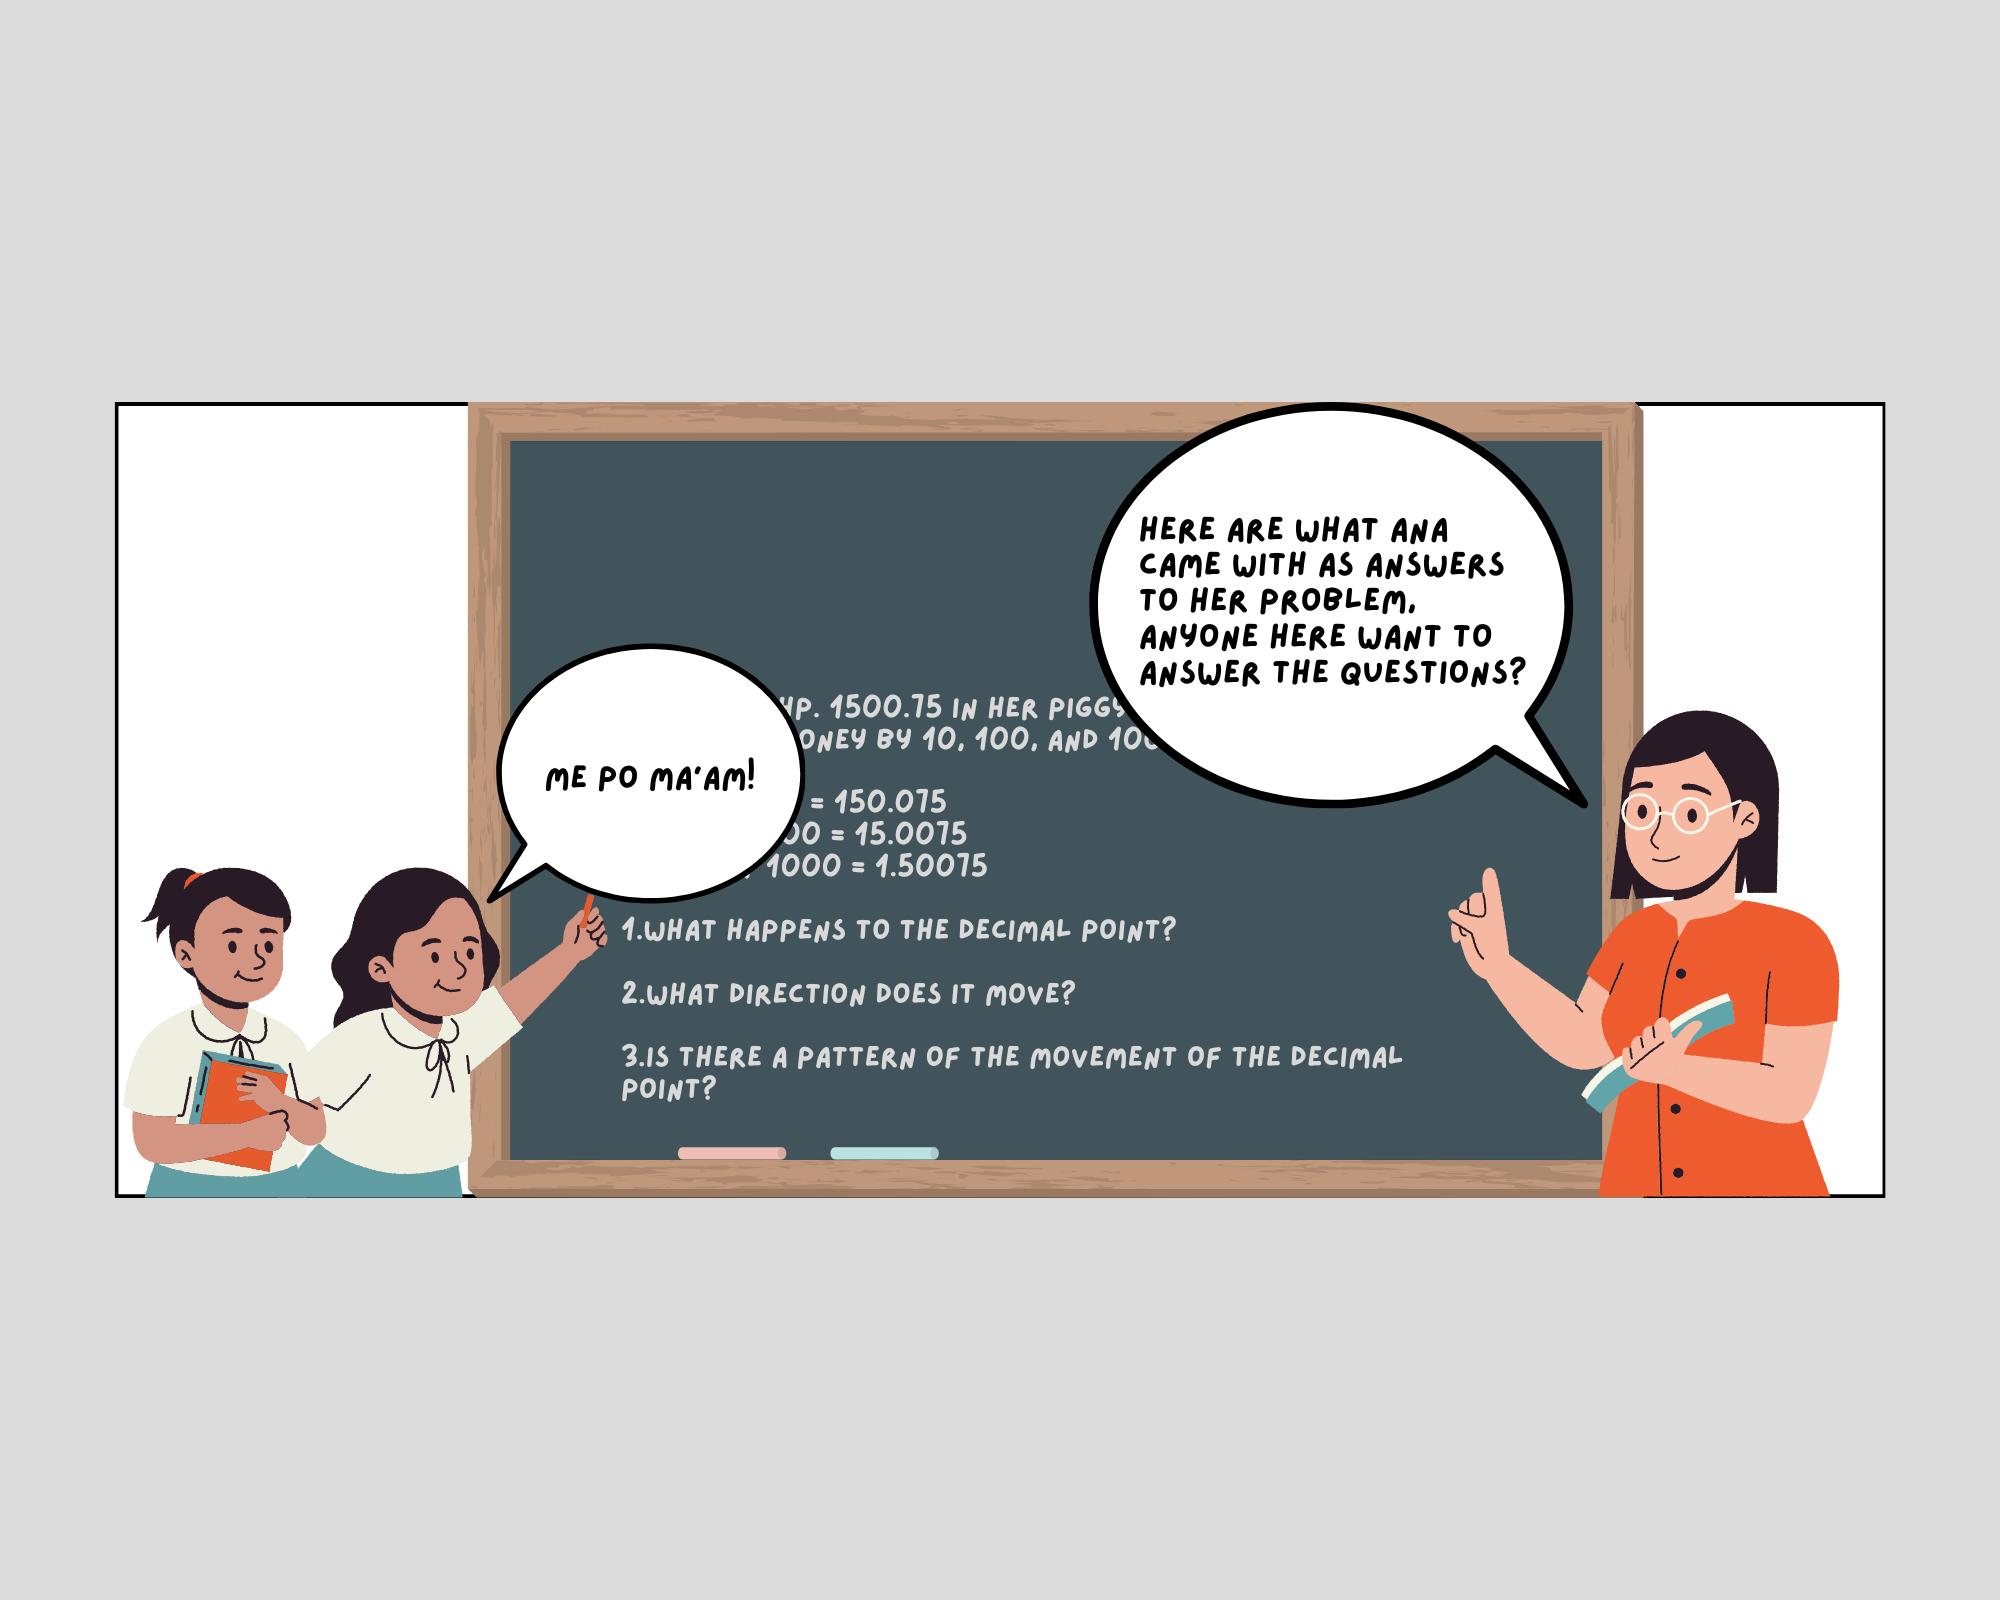 HERE ARE WHAT ANA
CAME WITH AS ANSWERS
TO HER PROBLEM,
ANYONE HERE WANT TO
ANSWER THE QUESTIONS?
ME PO MA'AM!
1500.75 IN HER
BY 10, 100, AND
= 150.075
= 15.0075
1000 = 1.50075
1.WHAT HAPPENS TO THE DECIMAL POINT?
2.WHAT DIRECTION DOES IT MOVE?
3.IS THERE A PATTERN OF THE MOVEMENT OF THE DECIMAL
POINT?